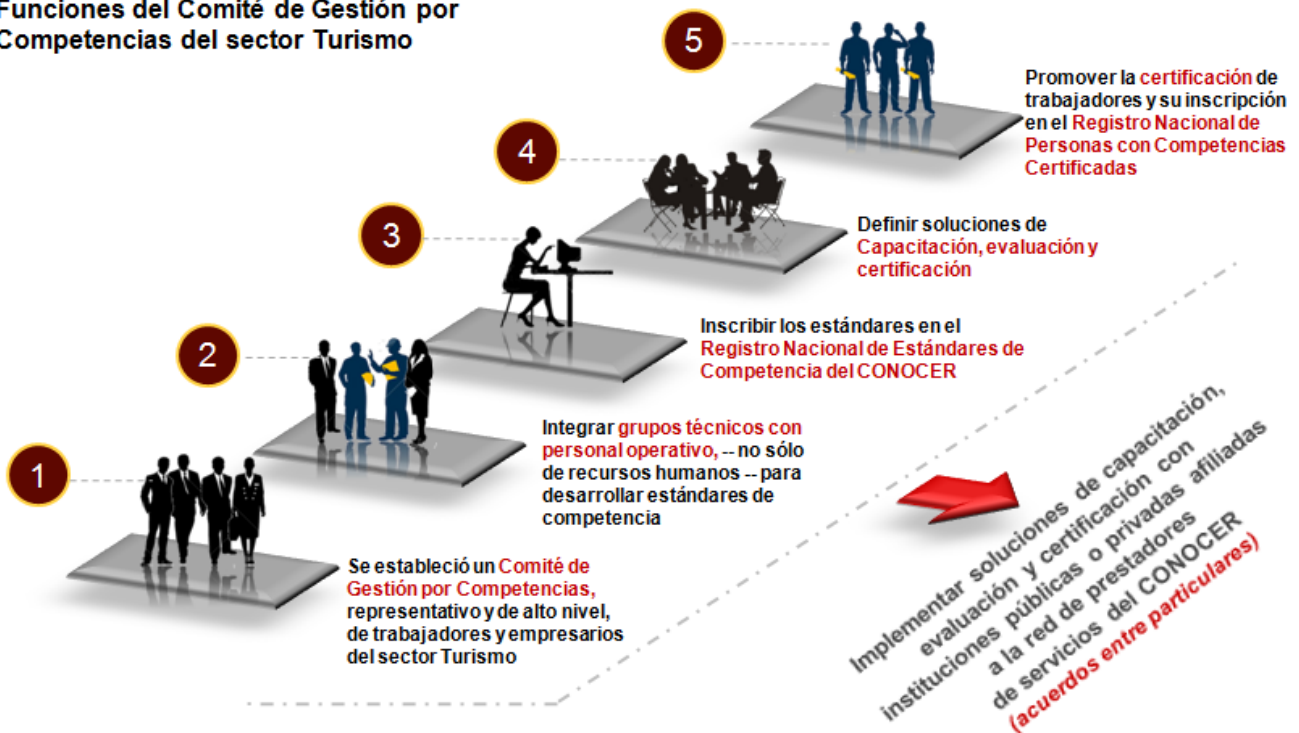 Funciones del Comité de Gestión por
Competencias del sector Turismo
5
Promover la certificación de
trabajadores y su inscripción
en el Registro Nacional de
Personas con Competencias
Certificadas
4
Definir soluciones de
Capacitación, evaluación y
certificación
3
Inscribir los estándares en el
Registro Nacional de Estándares de
Competencia del CONOCER
2
Integrar grupos técnicos con
personal operativo, -- no sólo
de recursos humanos -- para
desarrollar estándares de
competencia
1
Se estableció un Comité de
Gestión por Competencias,
representativo y de alto nivel,
de trabajadores y empresarios
del sector Turismo
Implementar soluciones de capacitación,
evaluación y certificación con
instituciones públicas o privadas afiliadas
a la red de prestadores
de servicios del CONOCER
(acuerdos entre particulares)